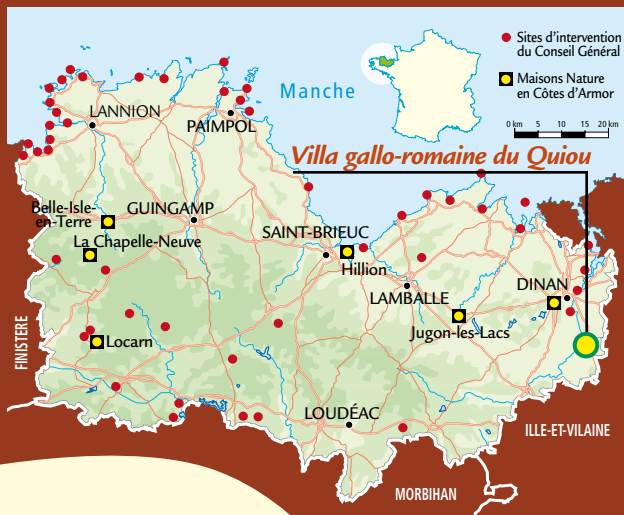 Sites d'intervention
du Conseil Général
Maisons Nature
en Côtes d'Armor
0 km 5 10 15 20 km
Manche
LANNION
PAIMPOL
Villa gallo-romaine du Quiou
Belle-Isle-
en-Terre
GUINGAMP
La Chapelle-Neuve
SAINT-BRIEUC
Hillion
LAMBALLE
DINAN
Jugon-les-Lacs
Locarn
FINISTERE
LOUDÉAC
ILLE-ET-VILAINE
MORBIHAN